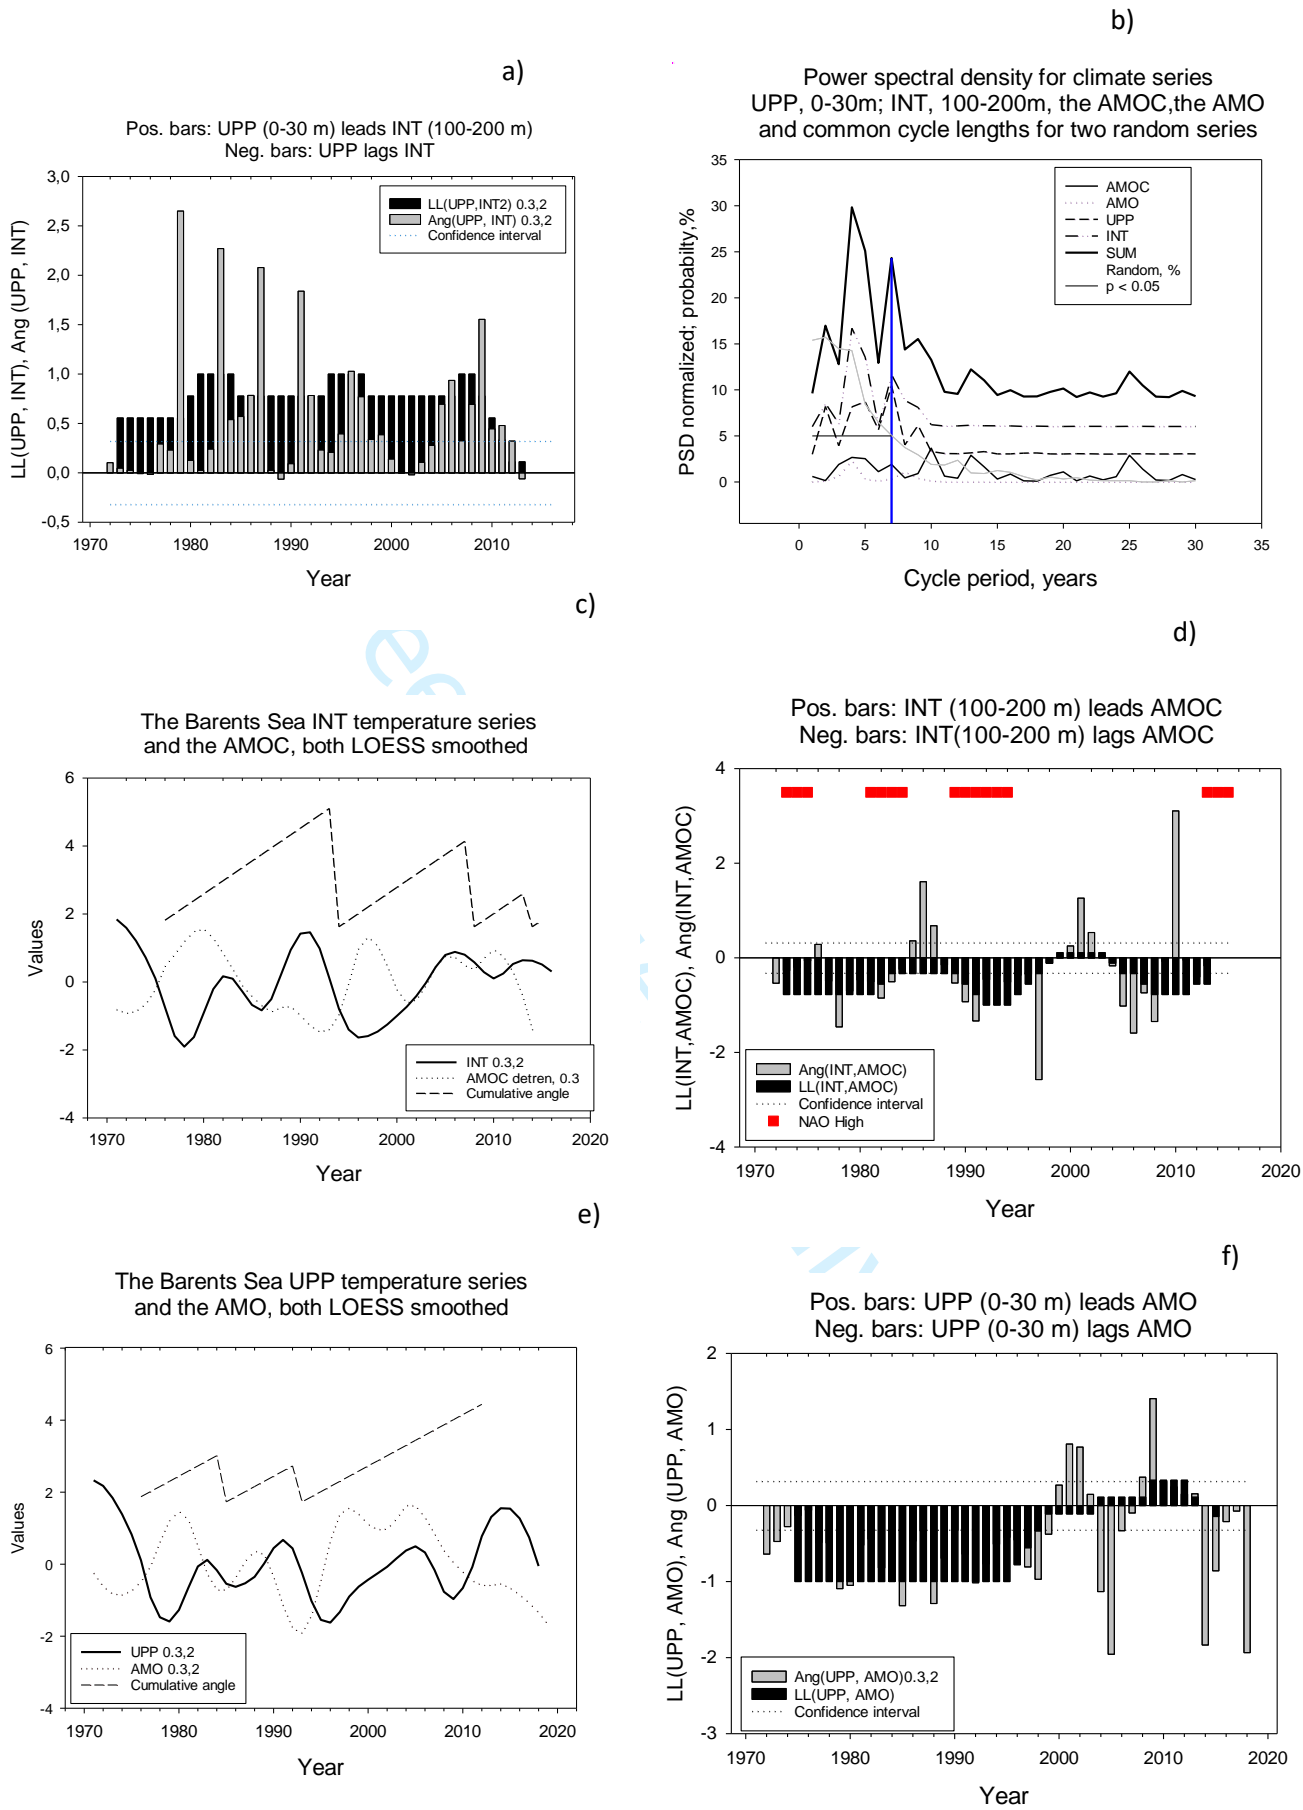 a)
Pos. bars: UPP (0-30 m) leads INT (100-200 m)
Neg. bars: UPP lags INT
LL(UPP, INT), Ang (UPP, INT)
3,0
2,5
2,0
1,5
1,0
0,5
0,0
-0,5
LL(UPP,INT2) 0.3,2
Ang(UPP, INT) 0.3,2
Confidence interval
1970 1980 1990 2000 2010
Year
b)
Power spectral density for climate series
UPP, 0-30m; INT, 100-200m, the AMOC,the AMO
and common cycle lengths for two random series
PSD normalized; probabilty,%
35
30
25
20
15
10
5
0
AMOC
AMO
UPP
INT
SUM
Random, %
p < 0.05
0 5 10 15 20 25 30 35
Cycle period, years
c)
The Barents Sea INT temperature series
and the AMOC, both LOESS smoothed
Values
6
4
2
0
-2
-4
INT 0.3,2
AMOC detren, 0.3
Cumulative angle
1970 1980 1990 2000 2010 2020
Year
d)
Pos. bars: INT (100-200 m) leads AMOC
Neg. bars: INT(100-200 m) lags AMOC
LL(INT,AMOC), Ang(INT,AMOC)
4
2
0
-2
-4
Ang(INT,AMOC)
LL(INT,AMOC)
Confidence interval
NAO High
1970 1980 1990 2000 2010 2020
Year
e)
The Barents Sea UPP temperature series
and the AMO, both LOESS smoothed
Values
6
4
2
0
-2
-4
UPP 0.3,2
AMO 0.3,2
Cumulative angle
1970 1980 1990 2000 2010 2020
Year
f)
Pos. bars: UPP (0-30 m) leads AMO
Neg. bars: UPP (0-30 m) lags AMO
LL(UPP, AMO), Ang (UPP, AMO)
2
1
0
-1
-2
-3
Ang(UPP, AMO)0.3,2
LL(UPP, AMO)
Confidence interval
1970 1980 1990 2000 2010 2020
Year